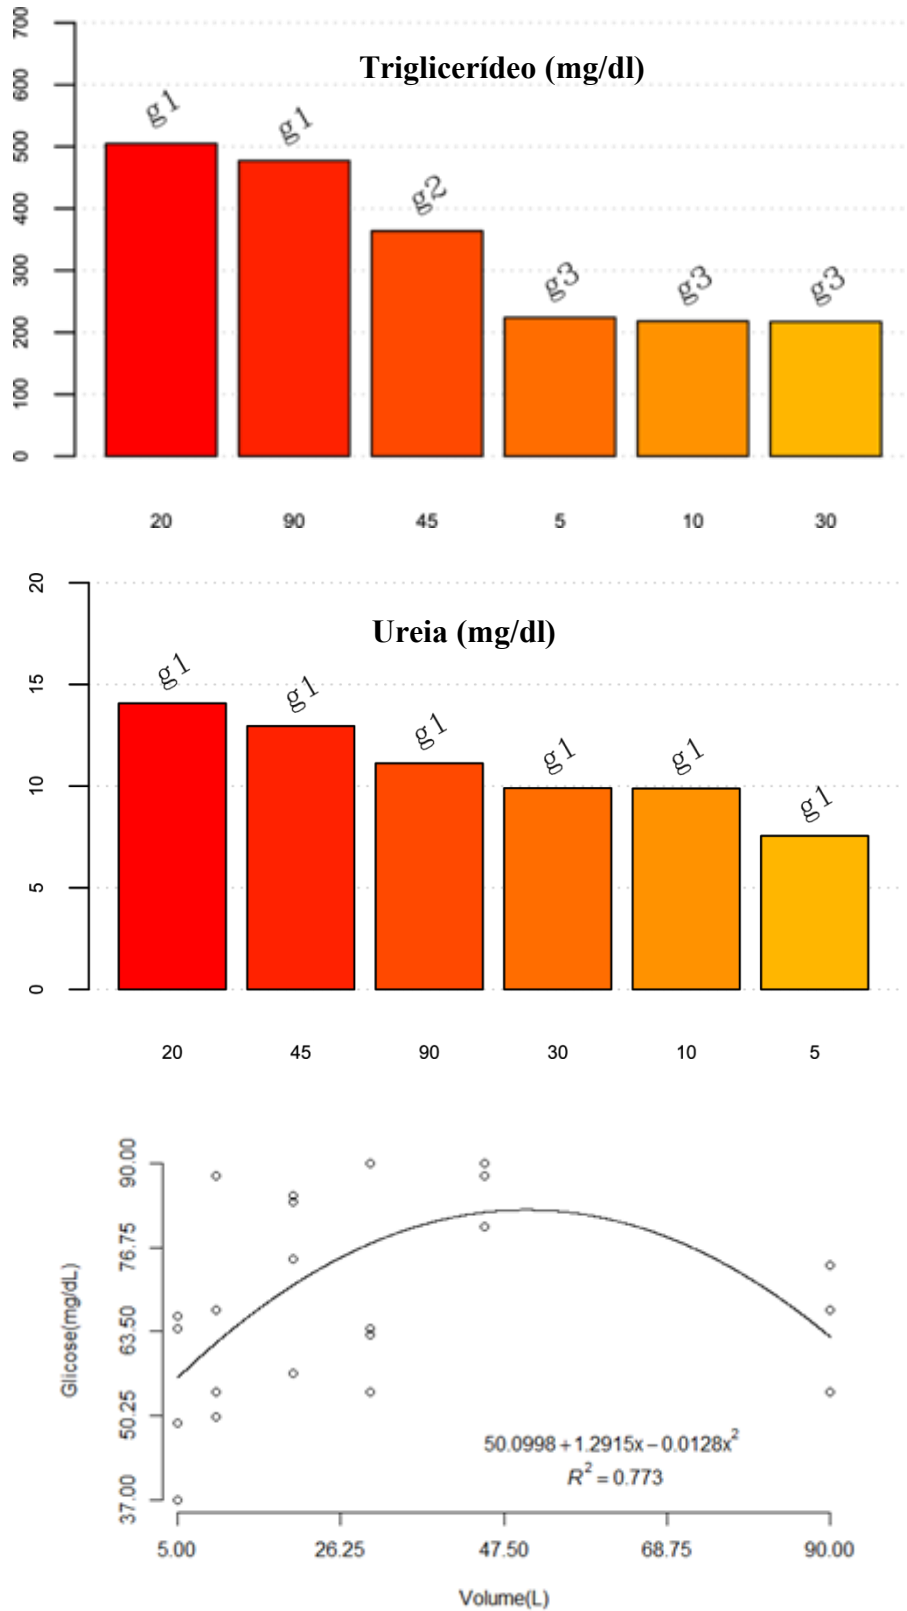 700
Triglicerídeo (mg/dl)
600
500
400
300
200
100
0
g1
g1
g2
g3
g3
g3
20 90 45 5 10 30
20
Ureia (mg/dl)
15
10
5
0
g1
g1
g1
g1
g1
g1
20 45 90 30 10 5
90.00
76.75
63.50
50.25
37.00
Glicose(mg/dL)
50.0998 + 1.2915x − 0.0128x²
R² = 0.773
5.00 26.25 47.50 68.75 90.00
Volume(L)